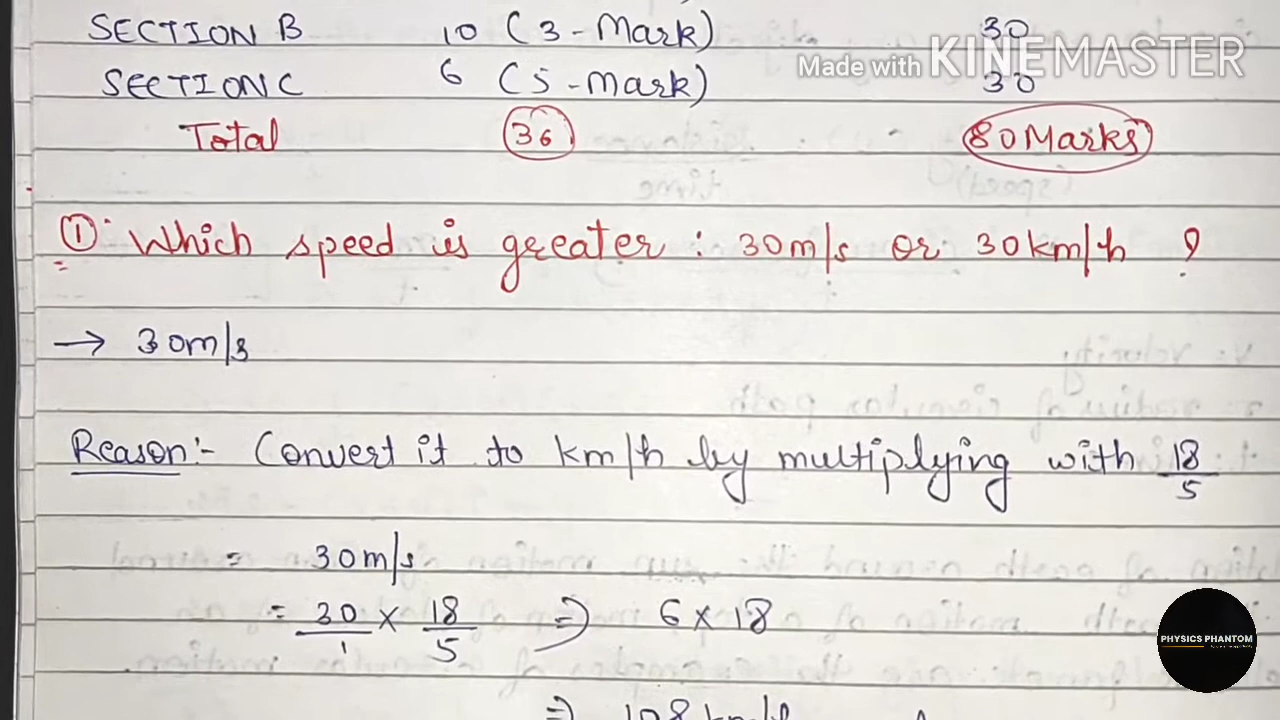 SECTION B 10 (3-Mark) 30
Made with KINEMASTER
SECTION C 6 (5-Mark) 30
Total 36 80 Marks
① Which speed is greater : 30m/s or 30km/h ?
→ 30m/s
Reason:- Convert it to km/h by multiplying with 18/5
= 30m/s
= 30/1 × 18/5 ⇒ 6 × 18
PHYSICS PHANTOM
⇒ 108 km/h